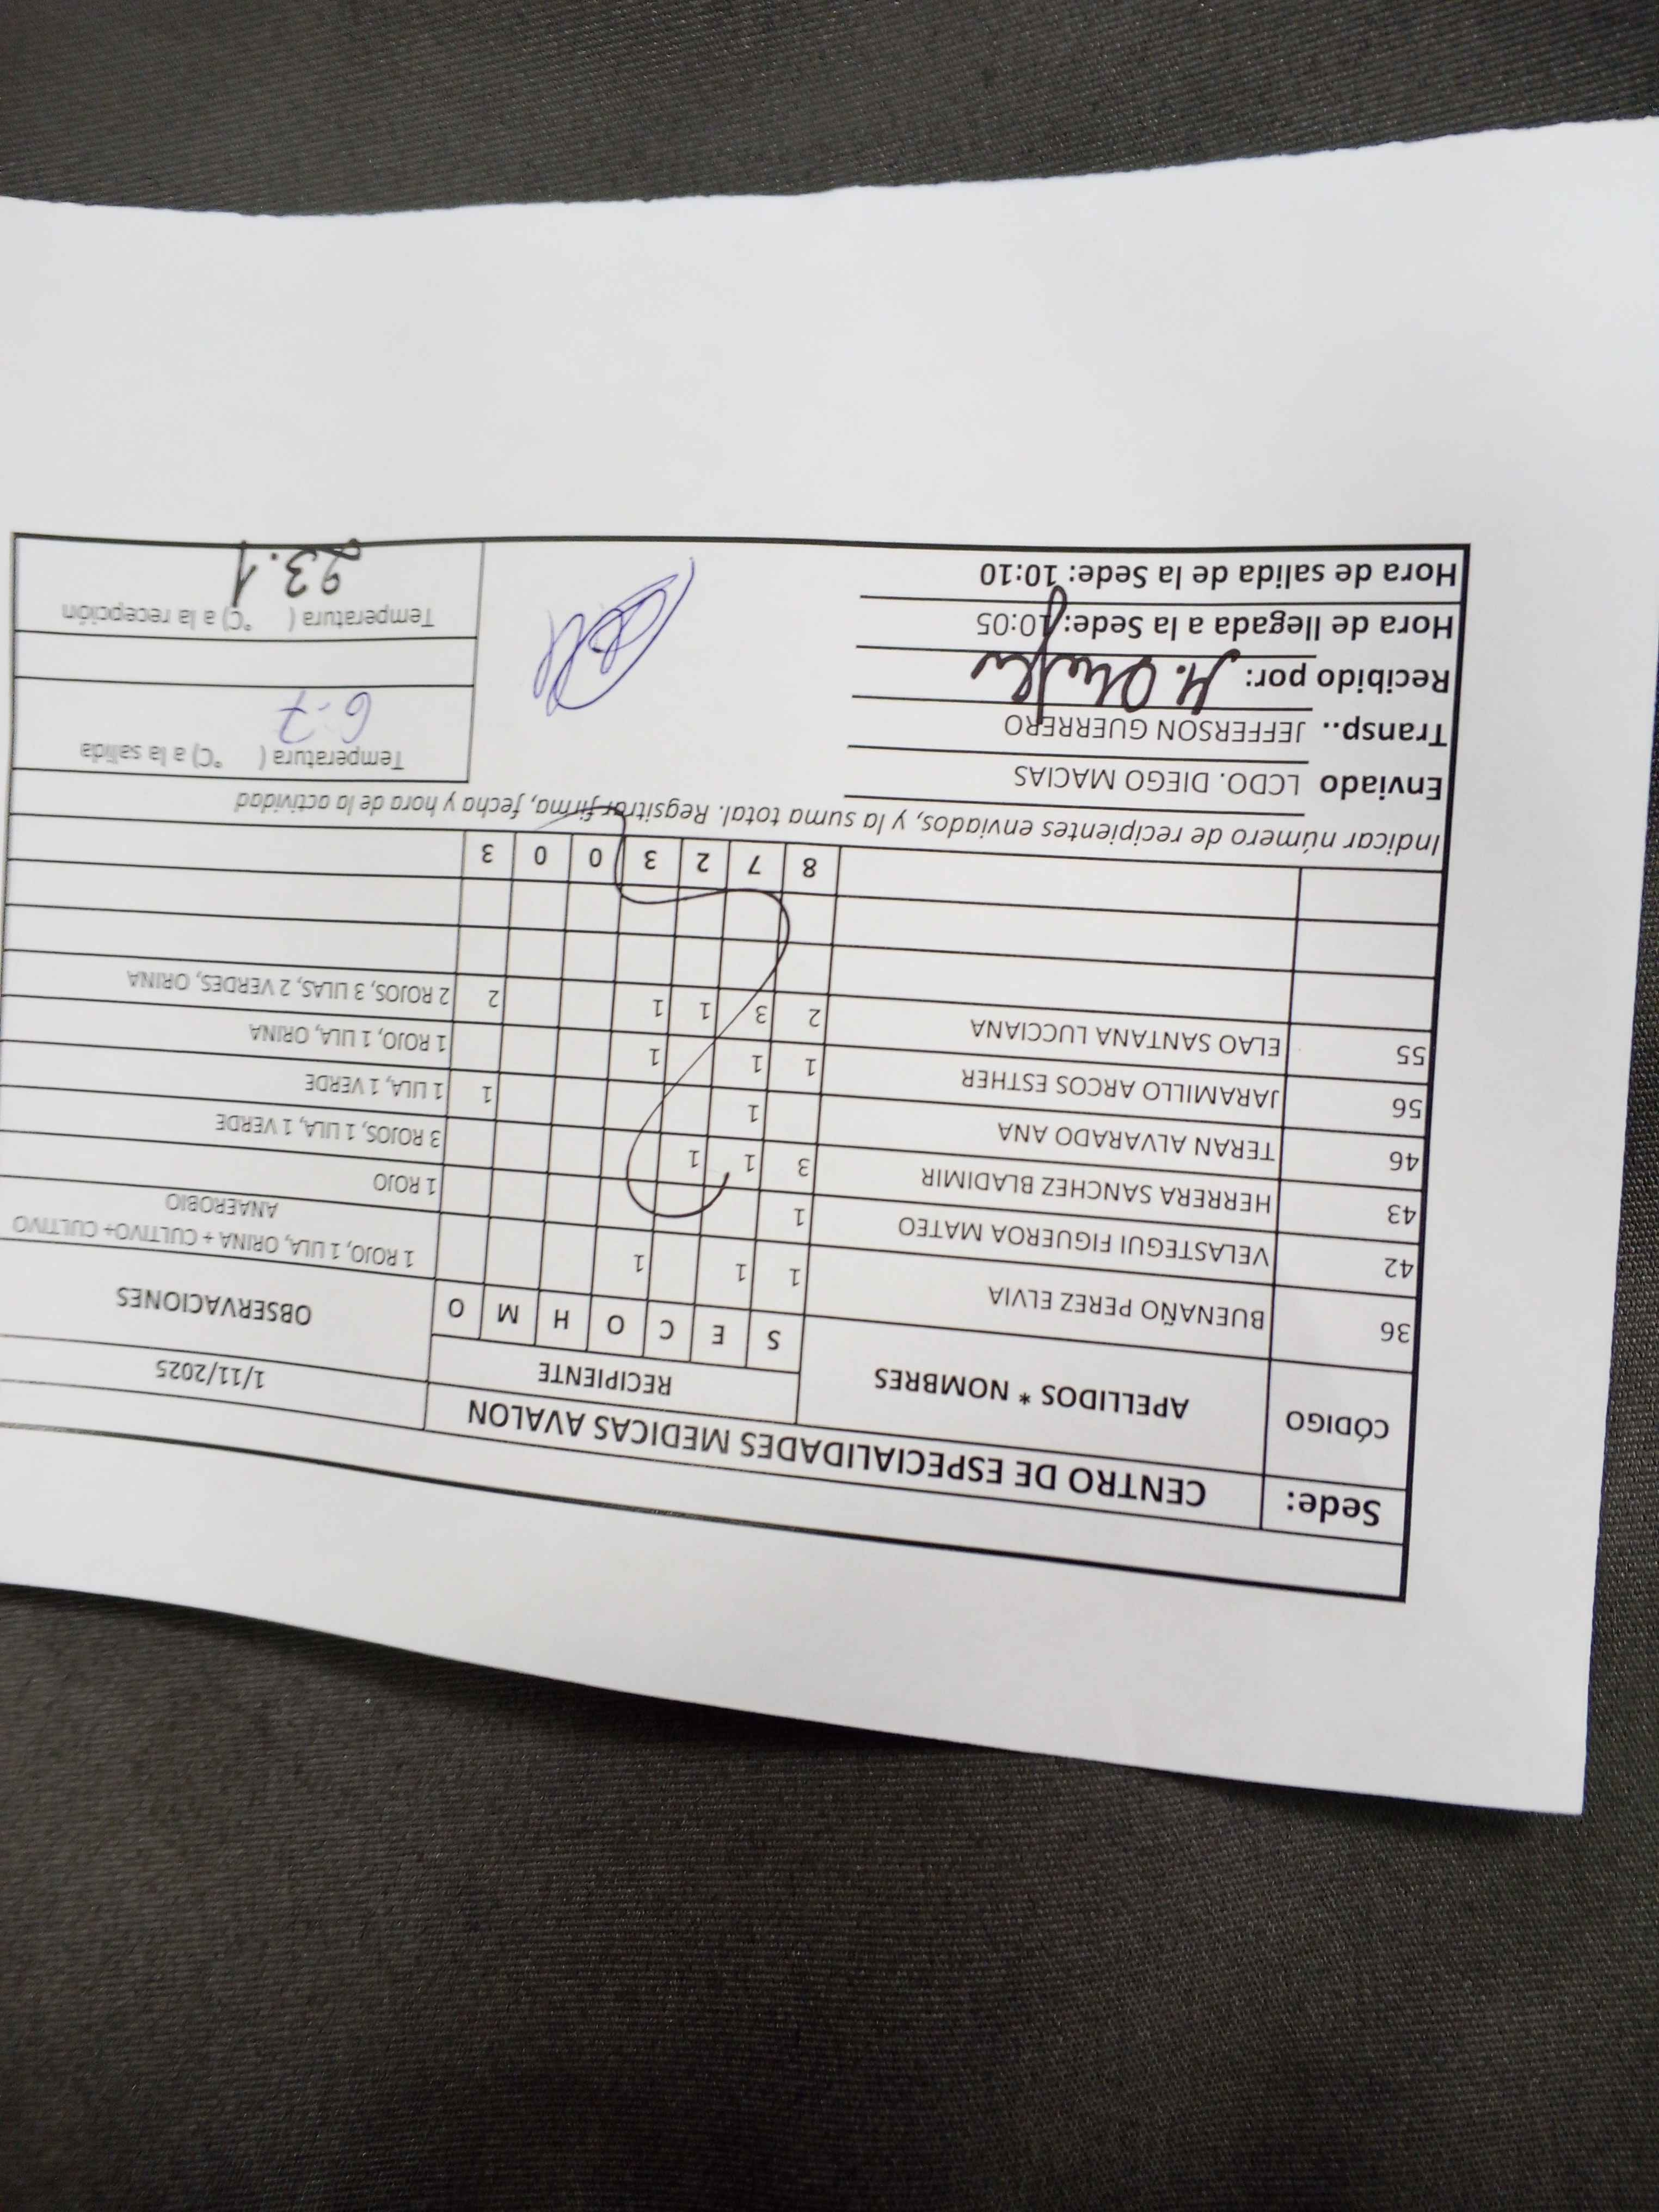 Sede: CENTRO DE ESPECIALIDADES MEDICAS AVALON 1/11/2025
CÓDIGO APELLIDOS * NOMBRES RECIPIENTE OBSERVACIONES
S E C O H M O
36 BUENAÑO PEREZ ELVIA 1 1 1 1 ROJO, 1 LILA, ORINA + CULTIVO+ CULTIVO
ANAEROBIO
42 VELASTEGUI FIGUEROA MATEO 1 1 ROJO
43 HERRERA SANCHEZ BLADIMIR 3 1 1 3 ROJOS, 1 LILA, 1 VERDE
46 TERAN ALVARADO ANA 1 1 1 LILA, 1 VERDE
56 JARAMILLO ARCOS ESTHER 1 1 1 1 ROJO, 1 LILA, ORINA
55 ELAO SANTANA LUCCIANA 2 3 1 1 2 2 ROJOS, 3 LILAS, 2 VERDES, ORINA
8 7 2 3 0 0 3
Indicar número de recipientes enviados, y la suma total. Regsitrar firma, fecha y hora de la actividad
Enviado LCDO. DIEGO MACIAS
Transp.. JEFFERSON GUERRERO
Recibido por: M.
Hora de llegada a la Sede: 10:05
Hora de salida de la Sede: 10:10
Temperatura ( °C) a la salida
6.7
Temperatura ( °C) a la recepción
23.1